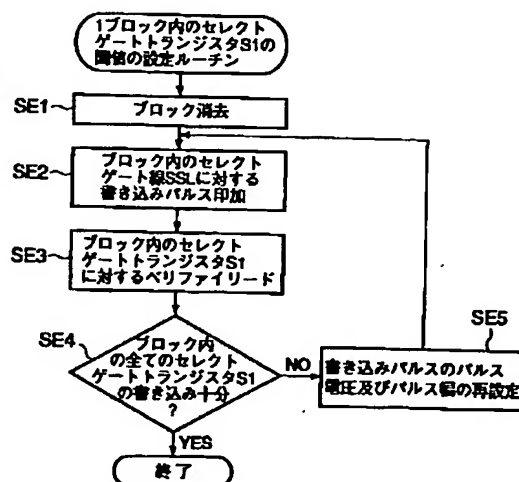 1ブロック内のセレクト
ゲートトランジスタS1の
閾値の設定ルーチン
SE1
ブロック消去
SE2
ブロック内のセレクト
ゲート線SSLに対する
書き込みパルス印加
SE3
ブロック内のセレクト
ゲートトランジスタS1
に対するベリファイリード
SE4
ブロック内
の全てのセレクト
ゲートトランジスタS1
の書き込み十分
?
NO
SE5
書き込みパルスのパルス
電圧及びパルス幅の再設定
YES
終了